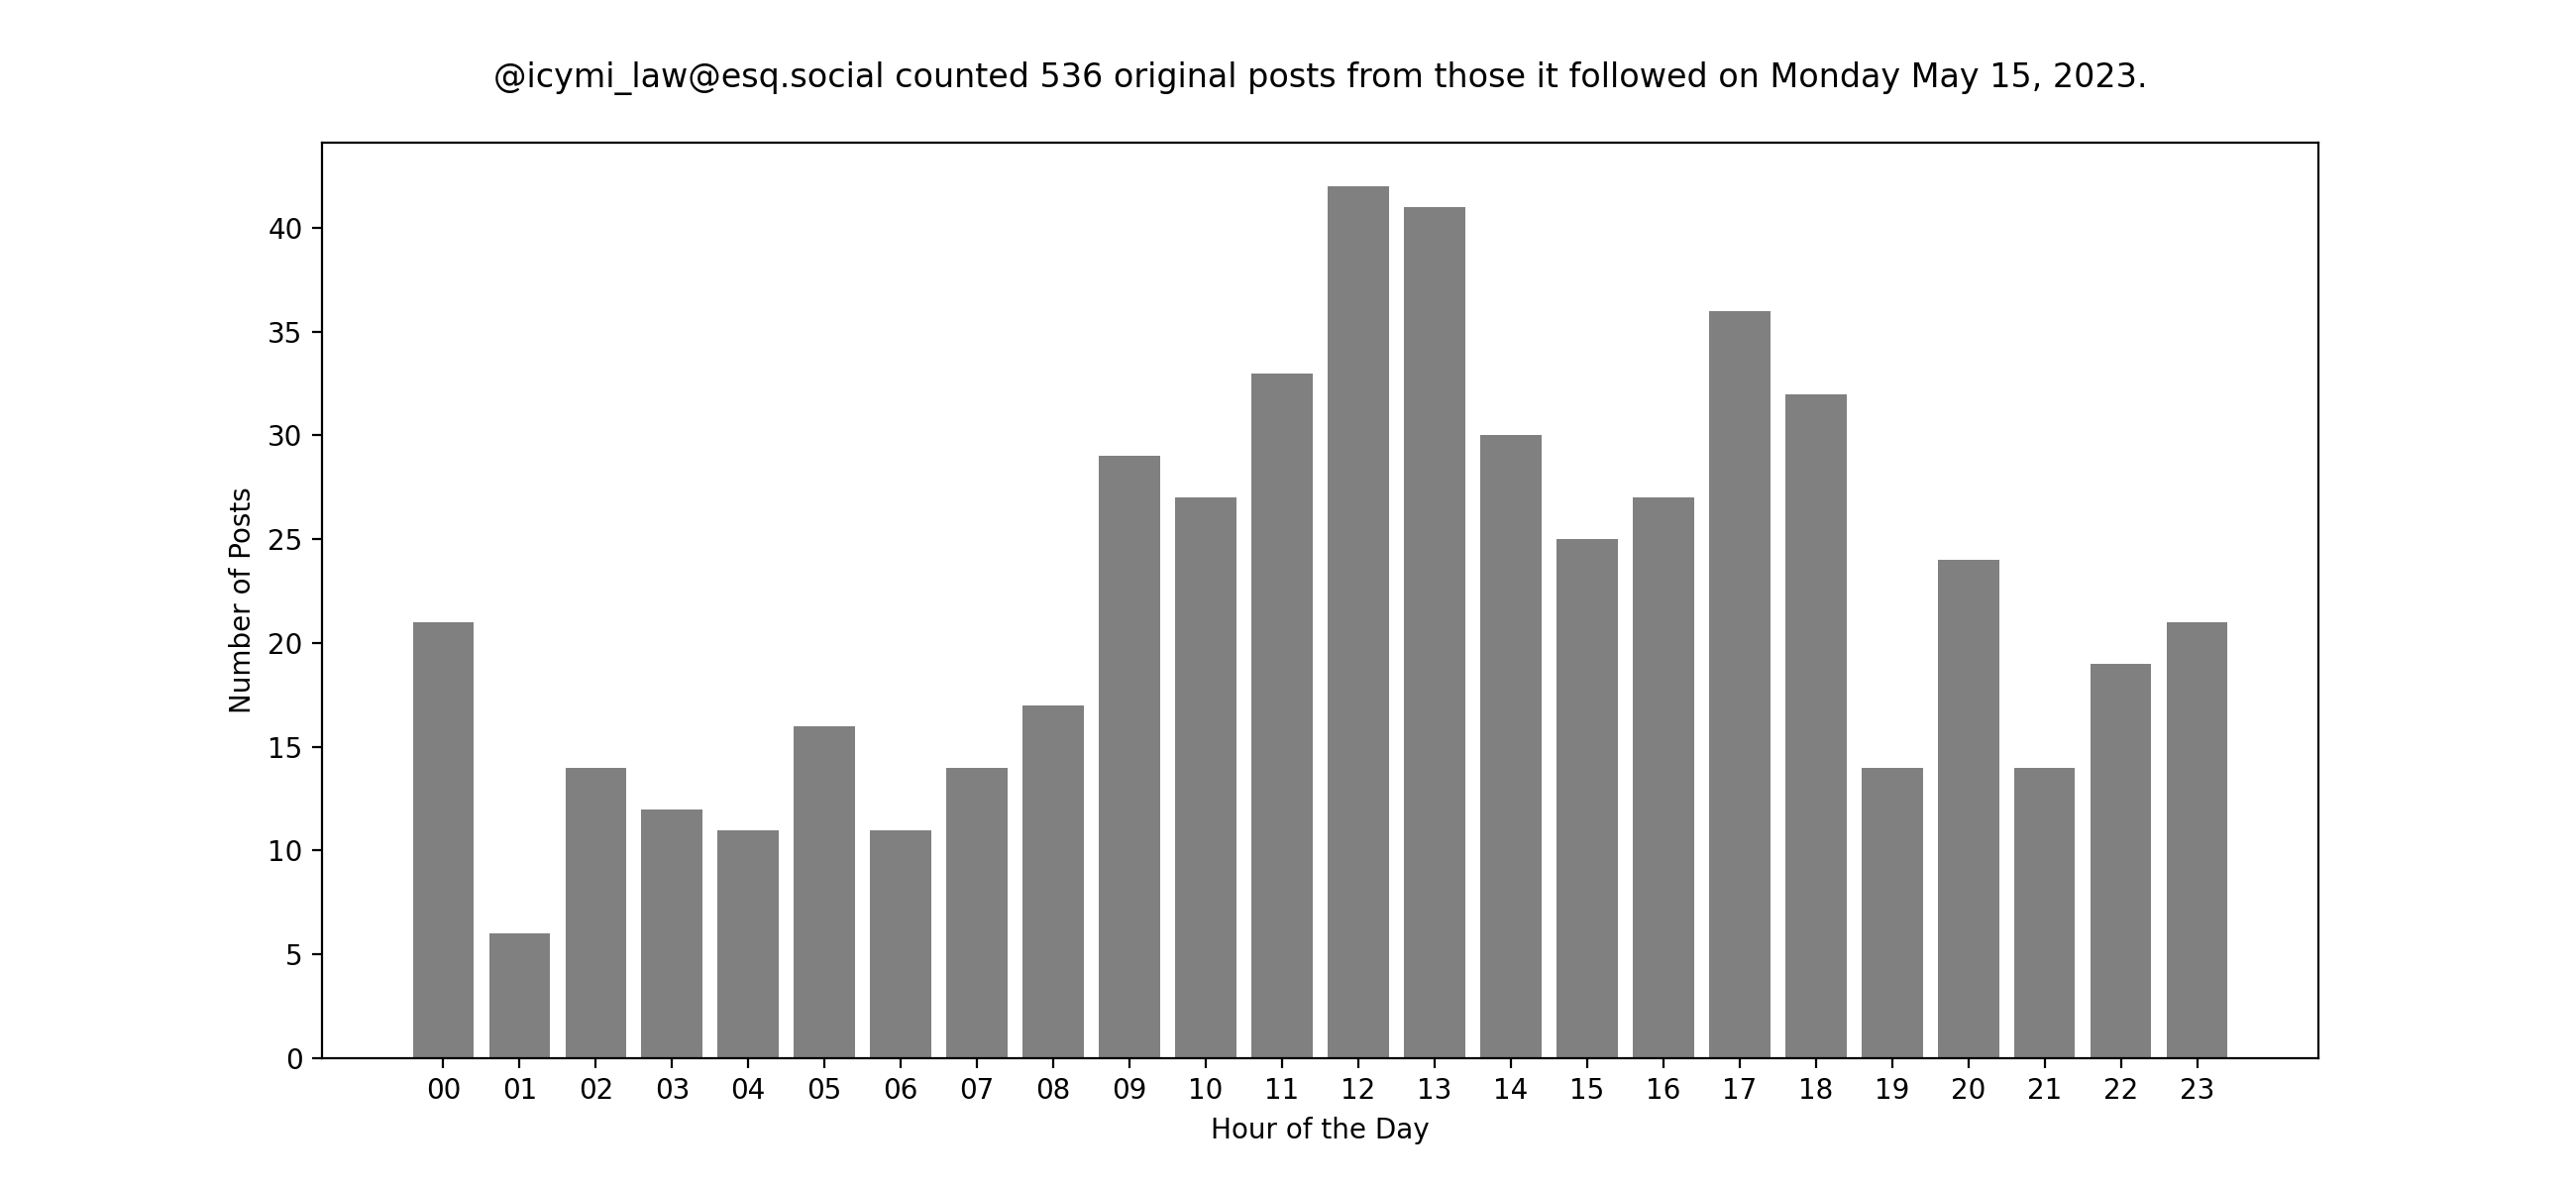 @icymi_law@esq.social counted 536 original posts from those it followed on Monday May 15, 2023.
40
35
30
25
20
15
10
5
0
Number of Posts
00 01 02 03 04 05 06 07 08 09 10 11 12 13 14 15 16 17 18 19 20 21 22 23
Hour of the Day